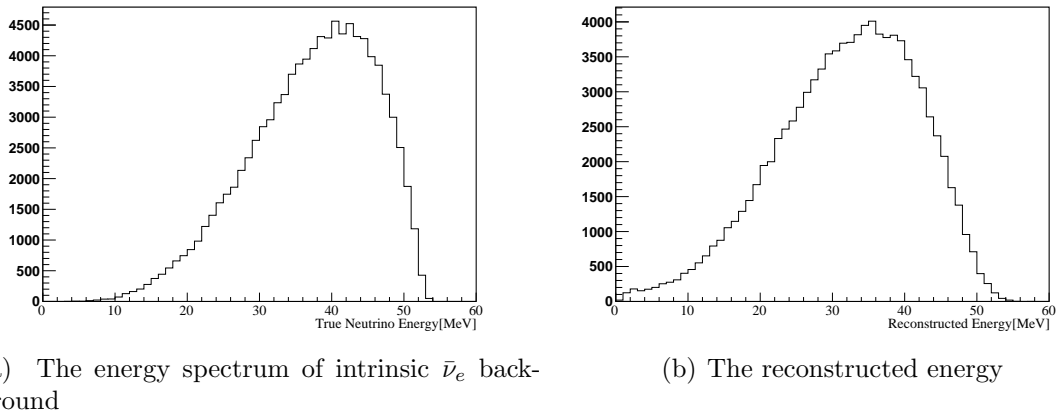 4500
4000
3500
3000
2500
2000
1500
1000
500
0
0 10 20 30 40 50 60
True Neutrino Energy[MeV]
4000
3500
3000
2500
2000
1500
1000
500
0
0 10 20 30 40 50 60
Reconstructed Energy[MeV]
) The energy spectrum of intrinsic ν̄e back-
round
(b) The reconstructed energy